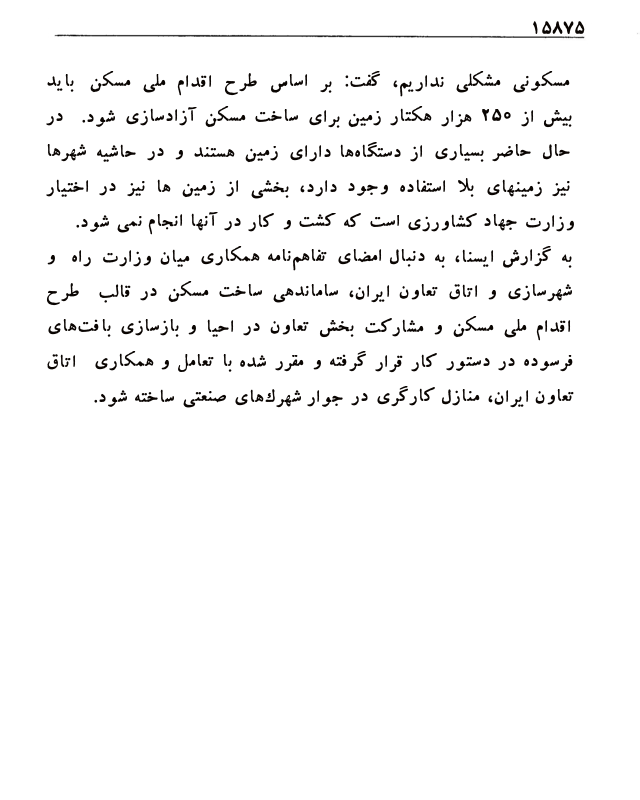 ۱۵۸۷۵
مسکونی مشکلی نداریم، گفت: بر اساس طرح اقدام ملی مسکن باید
بیش از ۲۵۰ هزار هکتار زمین برای ساخت مسکن آزادسازی شود. در
حال حاضر بسیاری از دستگاه‌ها دارای زمین هستند و در حاشیه شهرها
نیز زمینهای بلا استفاده وجود دارد، بخشی از زمین ها نیز در اختیار
وزارت جهاد کشاورزی است که کشت و کار در آنها انجام نمی شود.
به گزارش ایسنا، به دنبال امضای تفاهم‌نامه همکاری میان وزارت راه و
شهرسازی و اتاق تعاون ایران، ساماندهی ساخت مسکن در قالب طرح
اقدام ملی مسکن و مشارکت بخش تعاون در احیا و بازسازی بافت‌های
فرسوده در دستور کار قرار گرفته و مقرر شده با تعامل و همکاری اتاق
تعاون ایران، منازل کارگری در جوار شهرك‌های صنعتی ساخته شود.